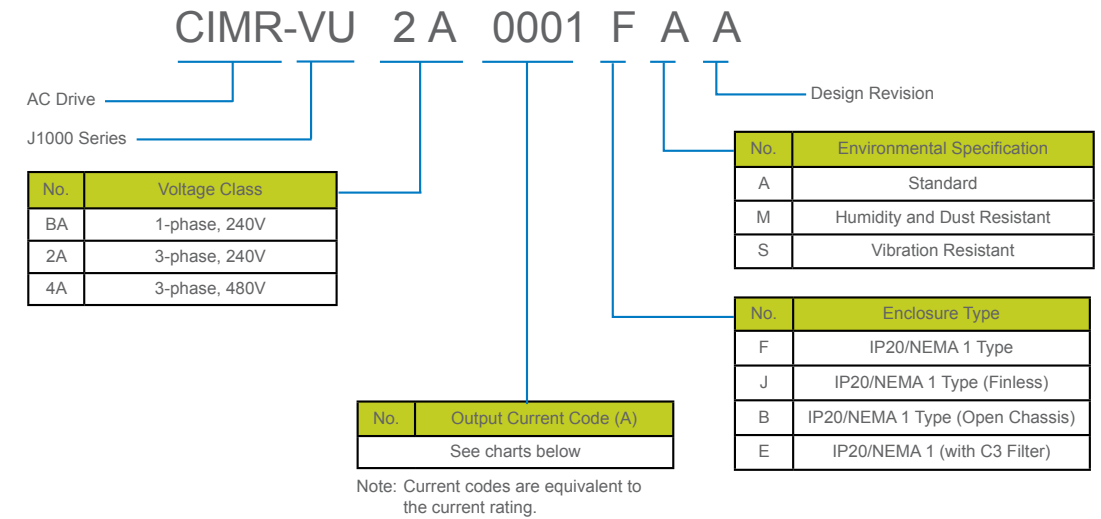 CIMR-VU 2 A 0001 F A A
AC Drive
J1000 Series
Design Revision
No. Voltage Class
BA 1-phase, 240V
2A 3-phase, 240V
4A 3-phase, 480V
No. Environmental Specification
A Standard
M Humidity and Dust Resistant
S Vibration Resistant
No. Enclosure Type
F IP20/NEMA 1 Type
J IP20/NEMA 1 Type (Finless)
B IP20/NEMA 1 Type (Open Chassis)
E IP20/NEMA 1 (with C3 Filter)
No. Output Current Code (A)
See charts below
Note: Current codes are equivalent to
the current rating.